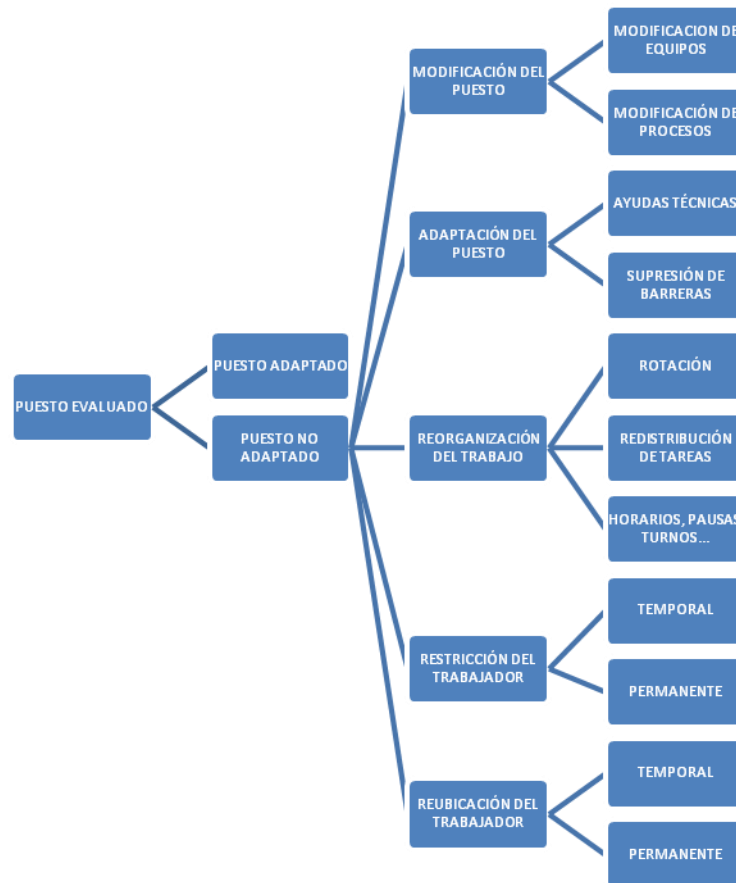 PUESTO EVALUADO
PUESTO ADAPTADO
PUESTO NO
ADAPTADO
MODIFICACIÓN DEL
PUESTO
MODIFICACION DE
EQUIPOS
MODIFICACIÓN DE
PROCESOS
ADAPTACIÓN DEL
PUESTO
AYUDAS TÉCNICAS
SUPRESIÓN DE
BARRERAS
REORGANIZACIÓN
DEL TRABAJO
ROTACIÓN
REDISTRIBUCIÓN
DE TAREAS
HORARIOS, PAUSAS
TURNOS...
RESTRICCIÓN DEL
TRABAJADOR
TEMPORAL
PERMANENTE
REUBICACIÓN DEL
TRABAJADOR
TEMPORAL
PERMANENTE